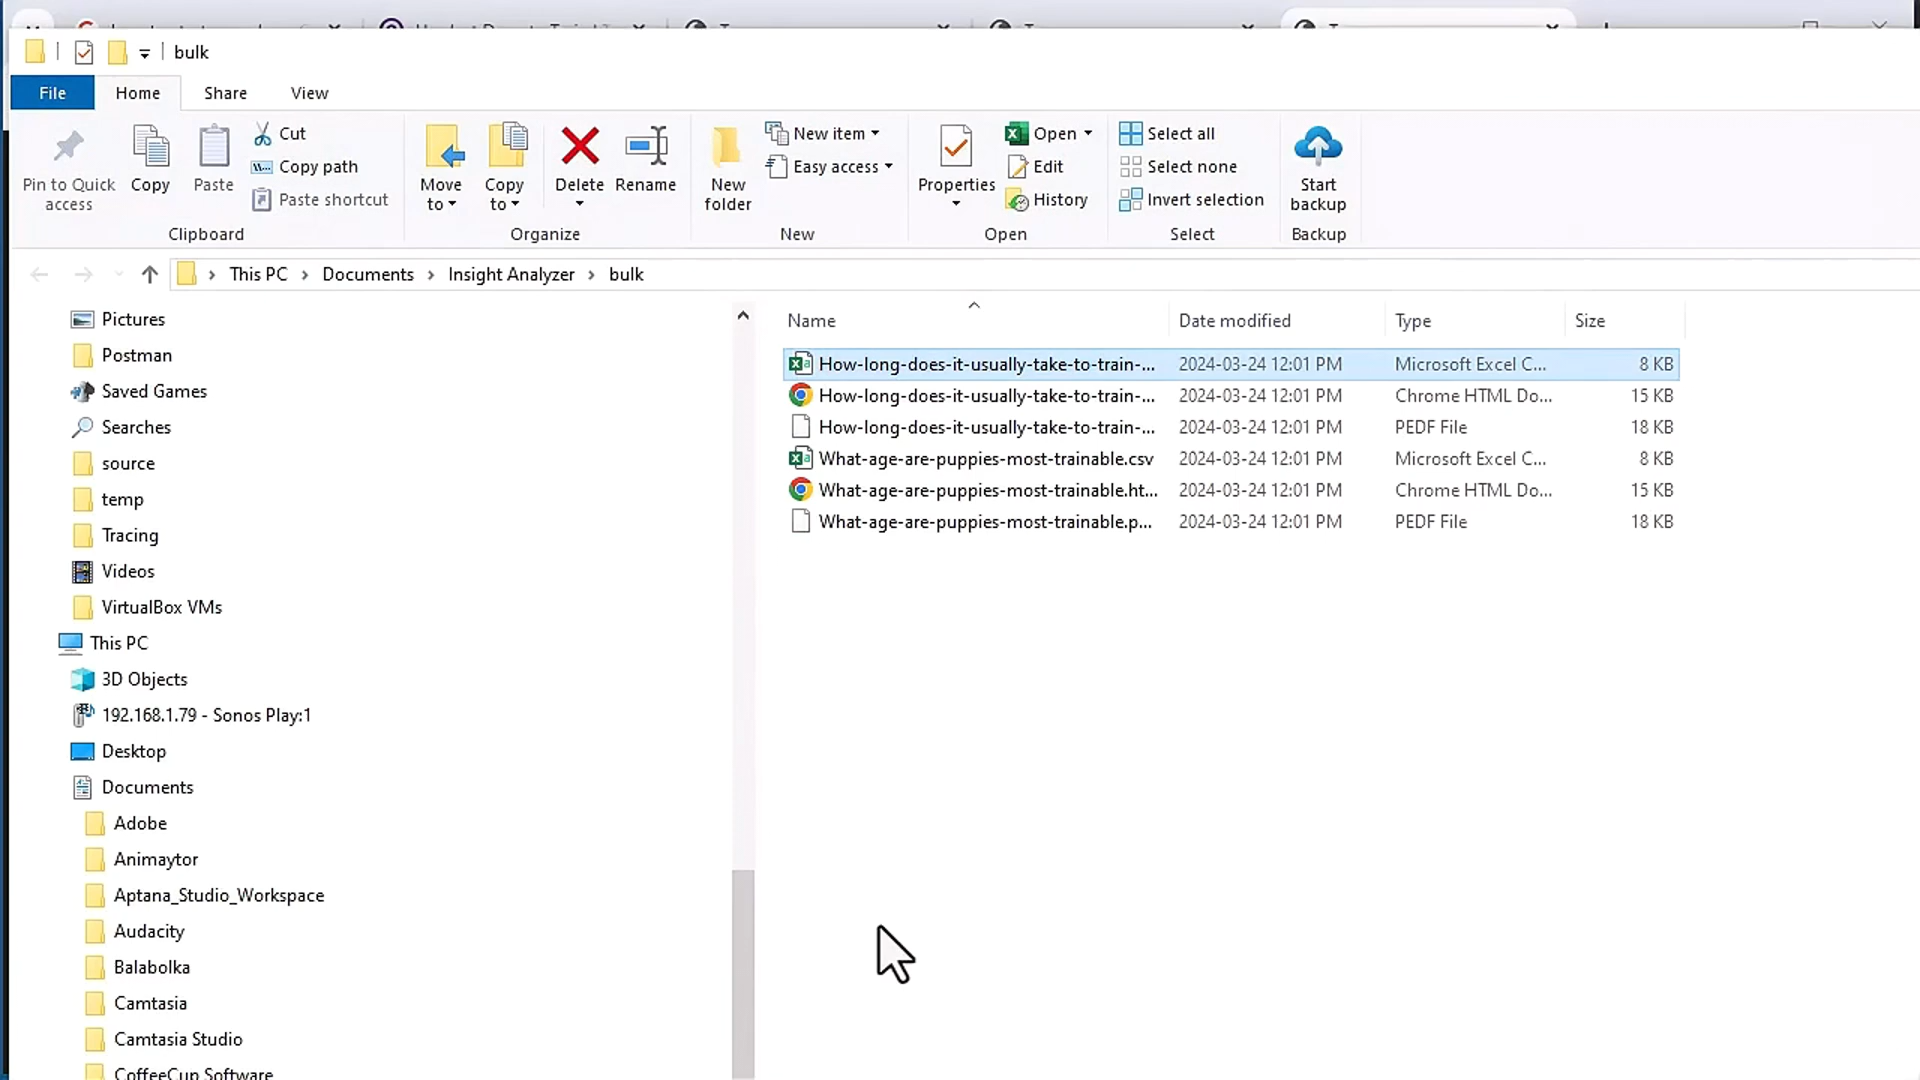 bulk
File Home Share View
Pin to Quick access
Copy
Paste
Cut
Copy path
Paste shortcut
Clipboard
Move to
Copy to
Delete
Rename
Organize
New folder
New item
Easy access
New
Properties
Open
Edit
History
Open
Select all
Select none
Invert selection
Select
Start backup
Backup
This PC > Documents > Insight Analyzer > bulk
Pictures
Postman
Saved Games
Searches
source
temp
Tracing
Videos
VirtualBox VMs
This PC
3D Objects
192.168.1.79 - Sonos Play:1
Desktop
Documents
Adobe
Animaytor
Aptana_Studio_Workspace
Audacity
Balabolka
Camtasia
Camtasia Studio
CoffeeCup Software
Name Date modified Type Size
How-long-does-it-usually-take-to-train-... 2024-03-24 12:01 PM Microsoft Excel C... 8 KB
How-long-does-it-usually-take-to-train-... 2024-03-24 12:01 PM Chrome HTML Do... 15 KB
How-long-does-it-usually-take-to-train-... 2024-03-24 12:01 PM PEDF File 18 KB
What-age-are-puppies-most-trainable.csv 2024-03-24 12:01 PM Microsoft Excel C... 8 KB
What-age-are-puppies-most-trainable.ht... 2024-03-24 12:01 PM Chrome HTML Do... 15 KB
What-age-are-puppies-most-trainable.p... 2024-03-24 12:01 PM PEDF File 18 KB